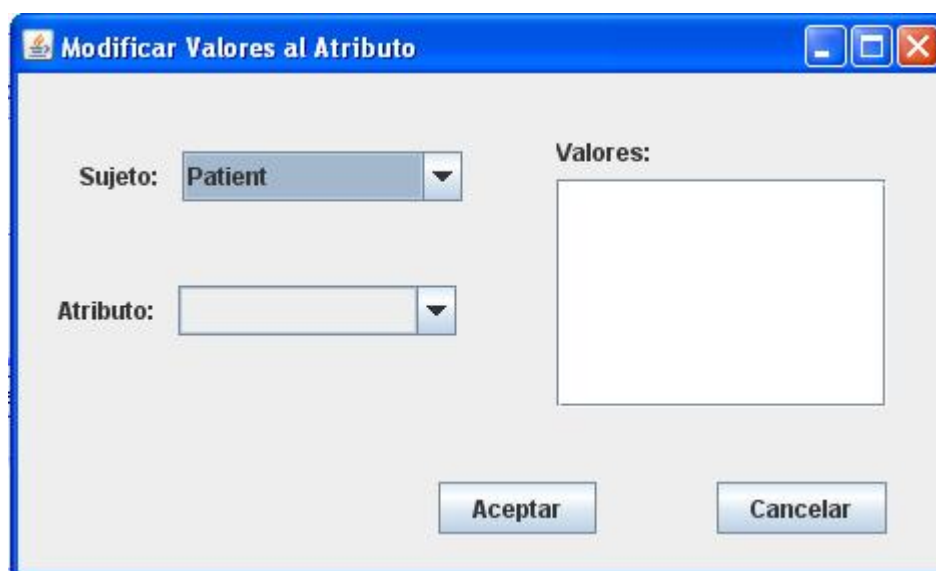 Modificar Valores al Atributo
Sujeto: Patient
Valores:
Atributo:
Aceptar Cancelar